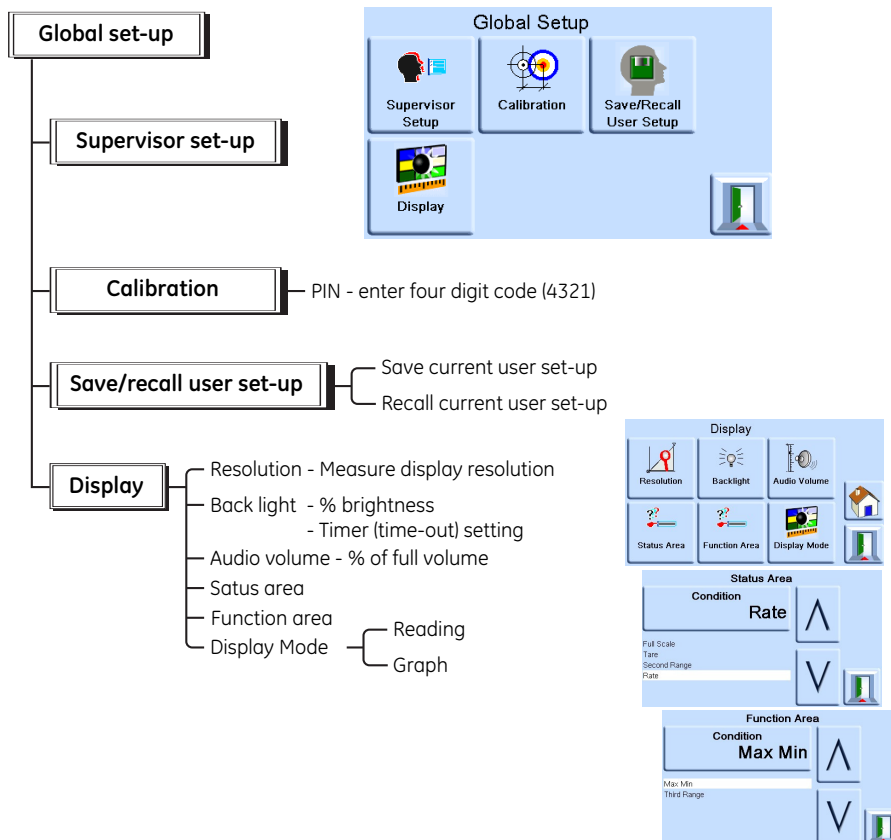 Global set-up
Global Setup
Supervisor
Setup
Calibration
Save/Recall
User Setup
Display
Supervisor set-up
Calibration
PIN - enter four digit code (4321)
Save/recall user set-up
Save current user set-up
Recall current user set-up
Display
Resolution - Measure display resolution
Back light - % brightness
- Timer (time-out) setting
Audio volume - % of full volume
Satus area
Function area
Display Mode
Reading
Graph
Display
Resolution
Backlight
Audio Volume
??
Status Area
??
Function Area
Display Mode
Status Area
Condition
Rate
Full Scale
Tare
Second Range
Rate
Function Area
Condition
Max Min
Max Min
Third Range